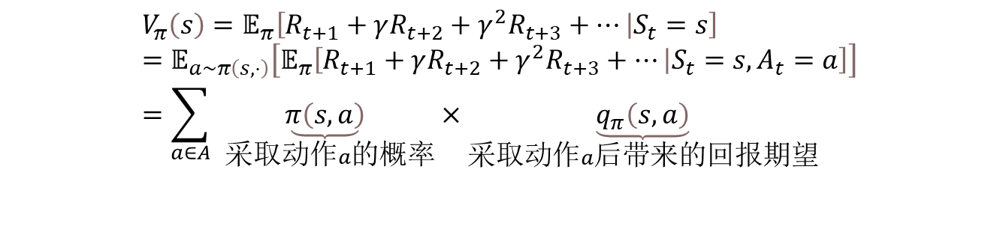 V_π(s) = 𝔼_π[R_{t+1} + γR_{t+2} + γ²R_{t+3} + ⋯ |S_t = s]
= 𝔼_{a~π(s,·)}[𝔼_π[R_{t+1} + γR_{t+2} + γ²R_{t+3} + ⋯ |S_t = s, A_t = a]]
= ∑_{a∈A} π(s, a) × q_π(s, a)
采取动作a的概率 采取动作a后带来的回报期望